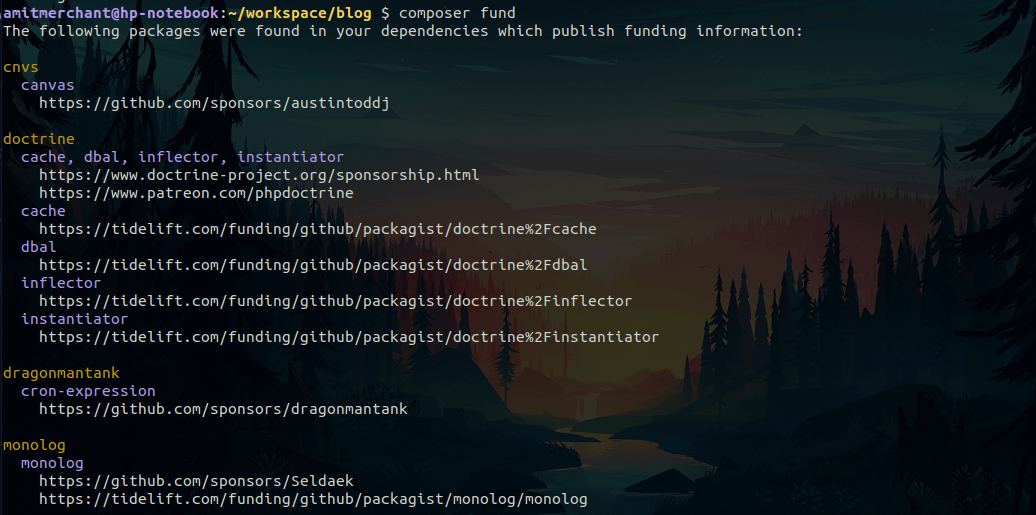 amitmerchant@hp-notebook:~/workspace/blog $ composer fund
The following packages were found in your dependencies which publish funding information:
cnvs
canvas
https://github.com/sponsors/austintoddj
doctrine
cache, dbal, inflector, instantiator
https://www.doctrine-project.org/sponsorship.html
https://www.patreon.com/phpdoctrine
cache
https://tidelift.com/funding/github/packagist/doctrine%2Fcache
dbal
https://tidelift.com/funding/github/packagist/doctrine%2Fdbal
inflector
https://tidelift.com/funding/github/packagist/doctrine%2Finflector
instantiator
https://tidelift.com/funding/github/packagist/doctrine%2Finstantiator
dragonmantank
cron-expression
https://github.com/sponsors/dragonmantank
monolog
monolog
https://github.com/sponsors/Seldaek
https://tidelift.com/funding/github/packagist/monolog/monolog